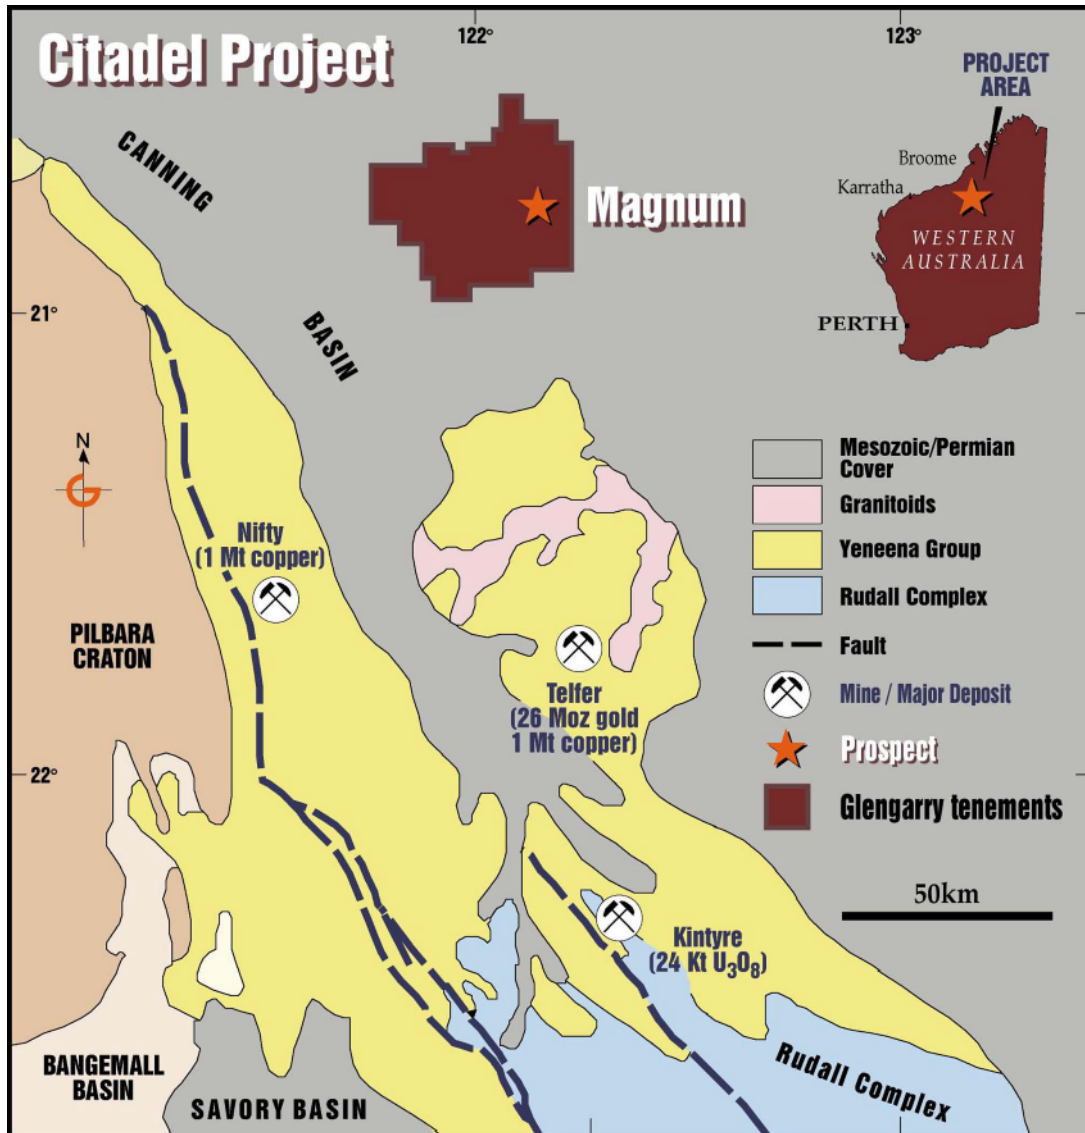 Citadel Project
122°
123°
PROJECT
AREA
CANNING
BASIN
Broome
Karratha
WESTERN
AUSTRALIA
PERTH
Magnum
21°
N
G
Nifty
(1 Mt copper)
PILBARA
CRATON
Telfer
(26 Moz gold
1 Mt copper)
22°
Mesozoic/Permian
Cover
Granitoids
Yeneena Group
Rudall Complex
Fault
Mine / Major Deposit
Prospect
Glengarry tenements
50km
Kintyre
(24 Kt U₃O₈)
Rudall Complex
BANGEMALL
BASIN
SAVORY BASIN